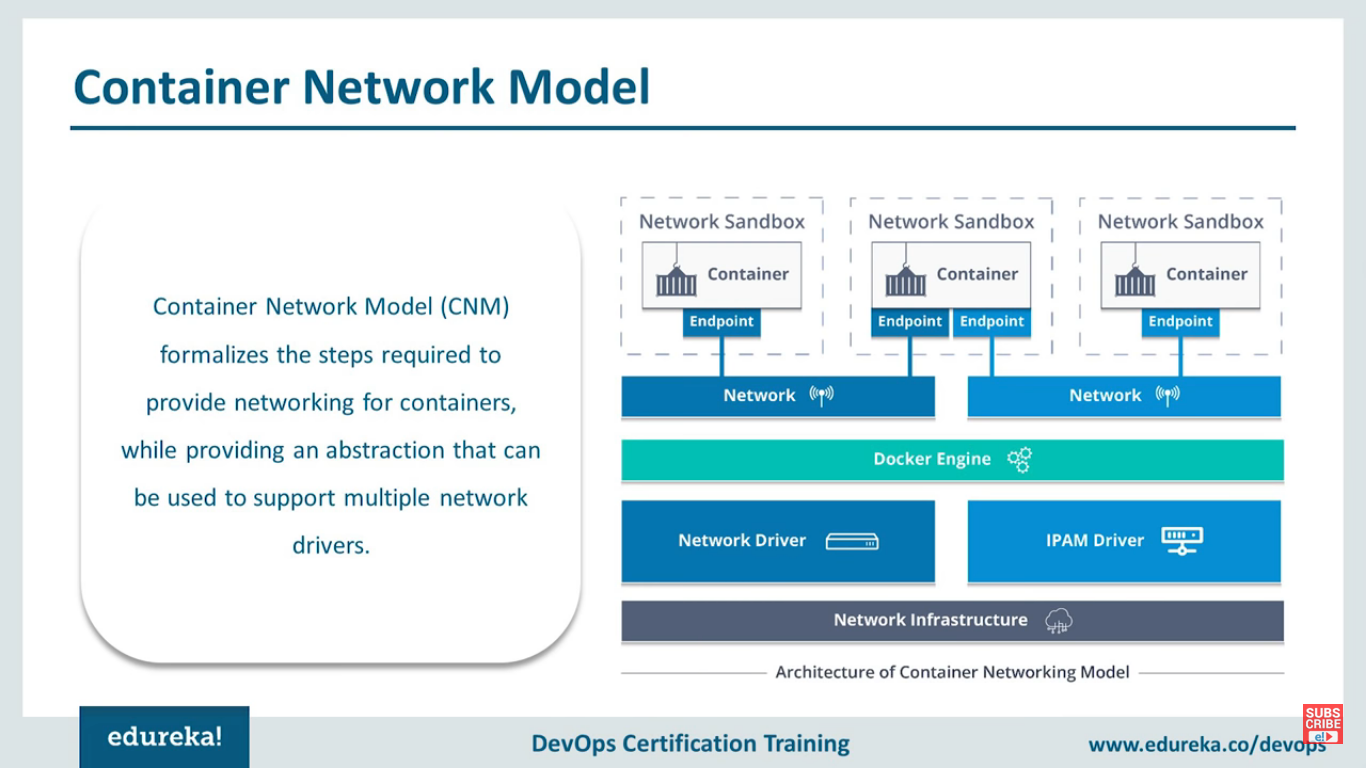 Container Network Model
Container Network Model (CNM)
formalizes the steps required to
provide networking for containers,
while providing an abstraction that can
be used to support multiple network
drivers.
Network Sandbox
Container
Endpoint
Network Sandbox
Container
Endpoint Endpoint
Network Sandbox
Container
Endpoint
Network
Network
Docker Engine
Network Driver
IPAM Driver
Network Infrastructure
Architecture of Container Networking Model
edureka!
DevOps Certification Training
www.edureka.co/devops
SUBS
CRIBE
e!